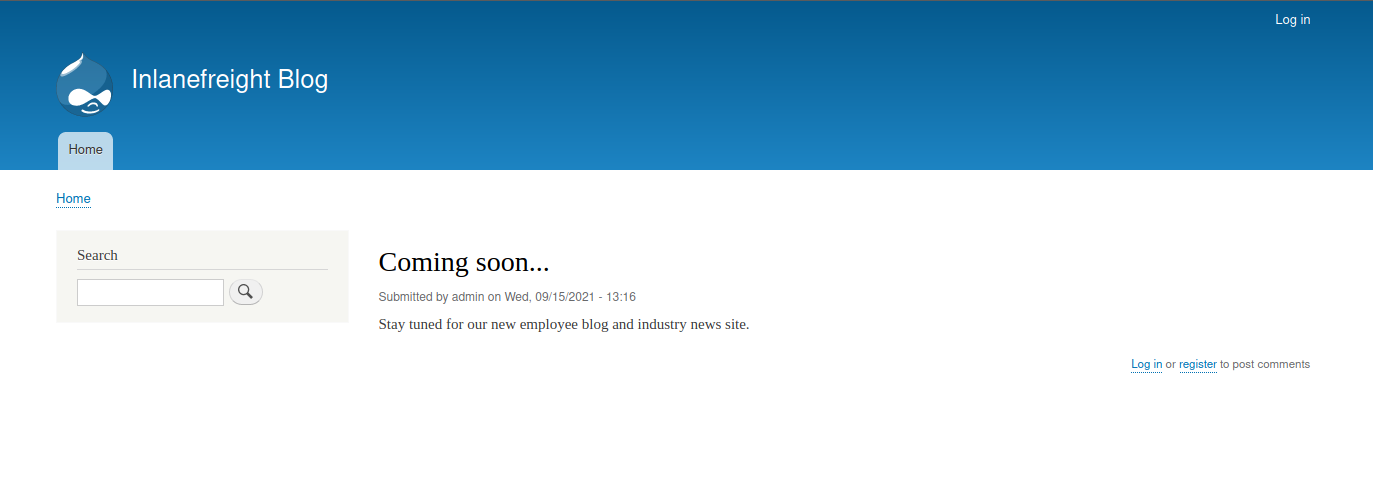 Log in
Inlanefreight Blog
Home
Home
Search
Coming soon...
Submitted by admin on Wed, 09/15/2021 - 13:16
Stay tuned for our new employee blog and industry news site.
Log in or register to post comments